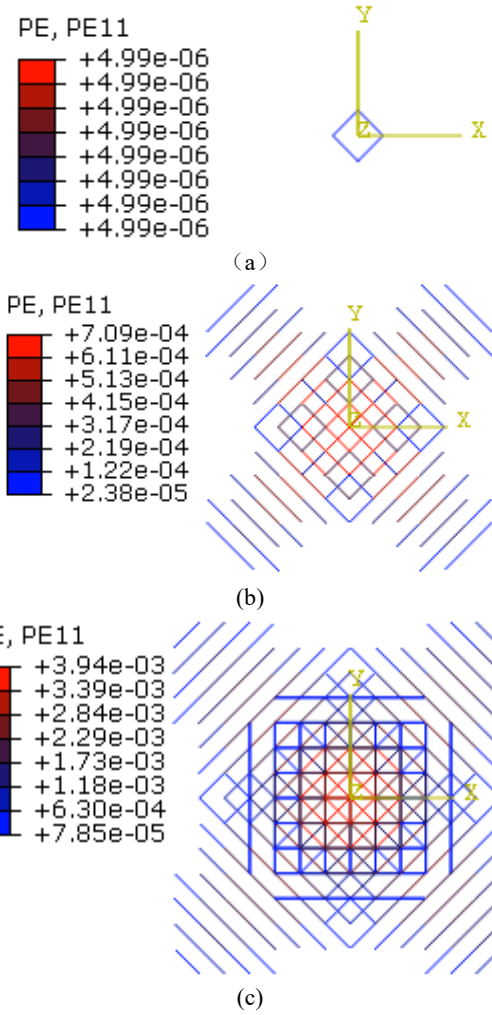 PE, PE11
+4.99e-06
+4.99e-06
+4.99e-06
+4.99e-06
+4.99e-06
+4.99e-06
+4.99e-06
+4.99e-06
Y
Z
X
（a）
PE, PE11
+7.09e-04
+6.11e-04
+5.13e-04
+4.15e-04
+3.17e-04
+2.19e-04
+1.22e-04
+2.38e-05
Y
Z
X
(b)
E, PE11
+3.94e-03
+3.39e-03
+2.84e-03
+2.29e-03
+1.73e-03
+1.18e-03
+6.30e-04
+7.85e-05
Y
Z
X
(c)